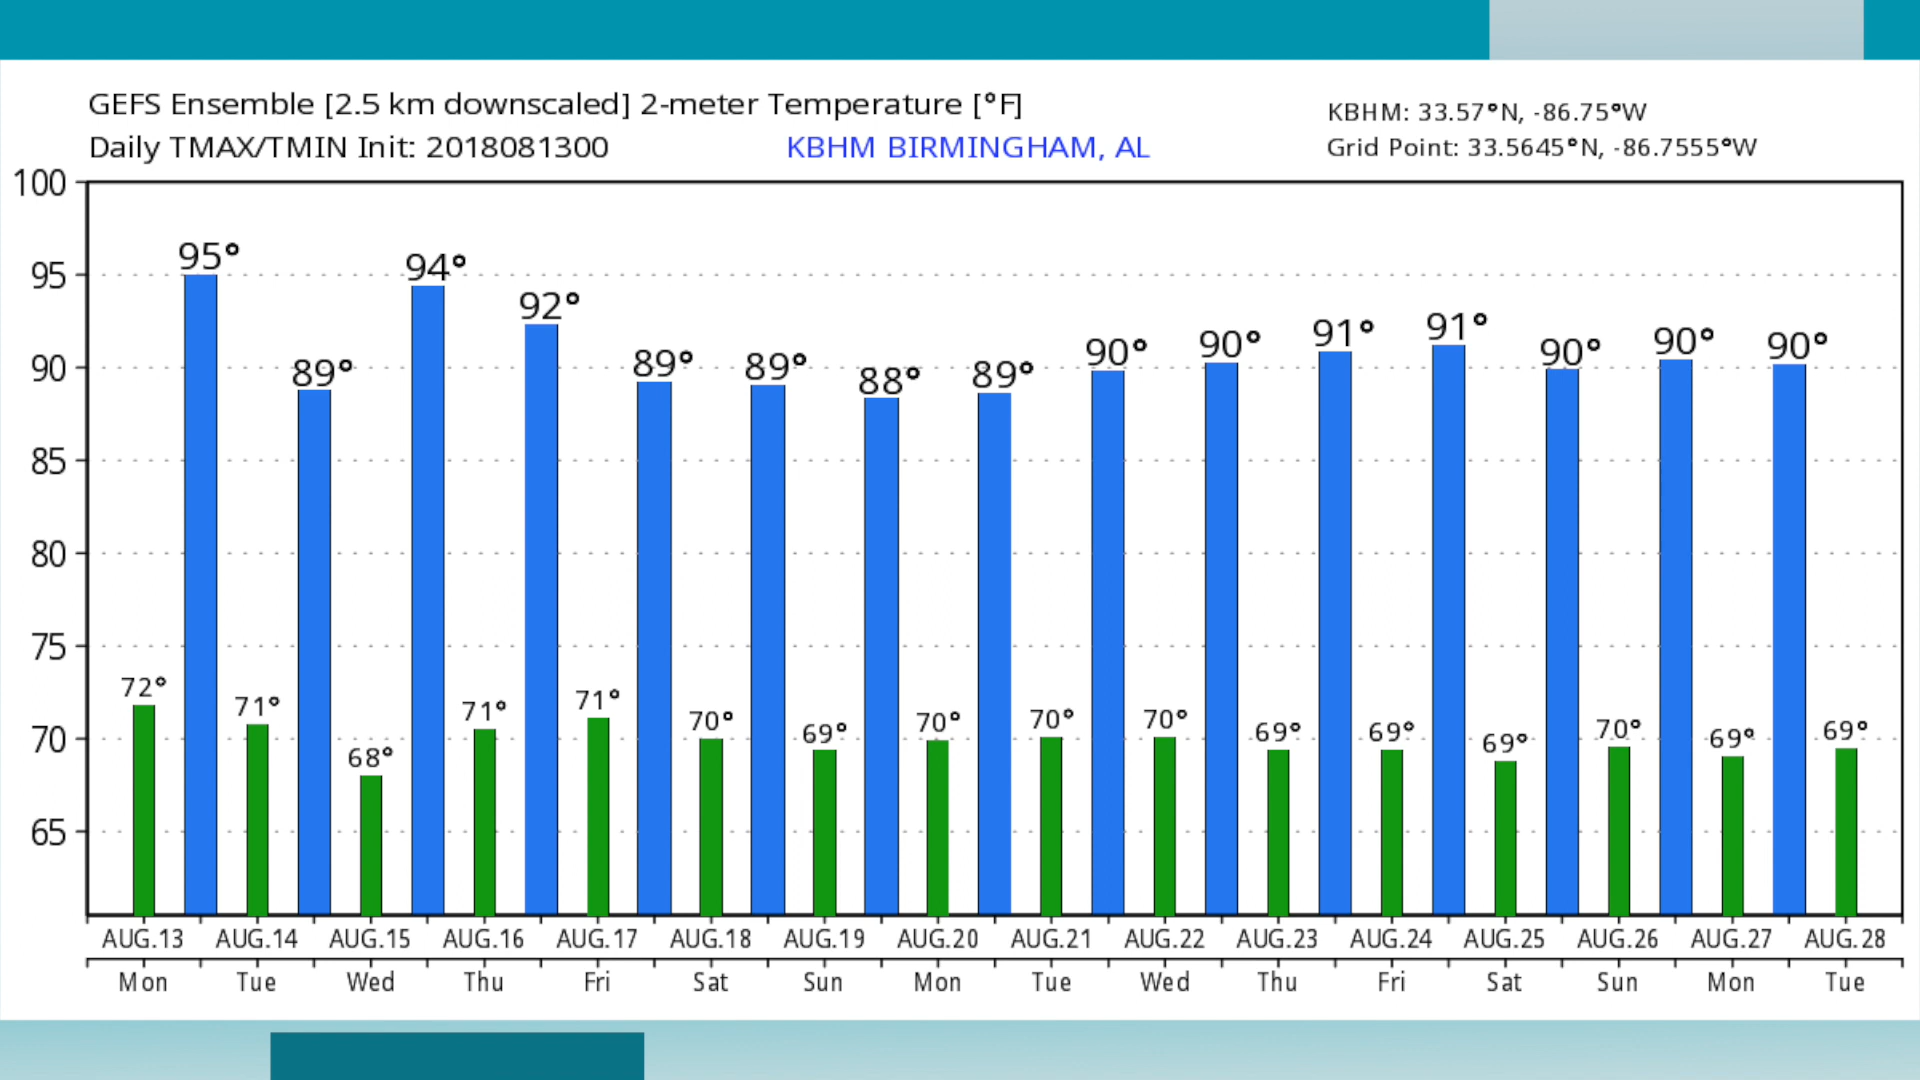 GEFS Ensemble [2.5 km downscaled] 2-meter Temperature [°F]
KBHM: 33.57°N, -86.75°W
Daily TMAX/TMIN Init: 2018081300
KBHM BIRMINGHAM, AL
Grid Point: 33.5645°N, -86.7555°W
100
95
90
85
80
75
70
65
95° 89° 94° 92° 89° 89° 88° 89° 90° 90° 91° 91° 90° 90° 90°
72° 71° 68° 71° 71° 70° 69° 70° 70° 70° 69° 69° 69° 70° 69° 69°
AUG.13 AUG.14 AUG.15 AUG.16 AUG.17 AUG.18 AUG.19 AUG.20 AUG.21 AUG.22 AUG.23 AUG.24 AUG.25 AUG.26 AUG.27 AUG.28
Mon Tue Wed Thu Fri Sat Sun Mon Tue Wed Thu Fri Sat Sun Mon Tue